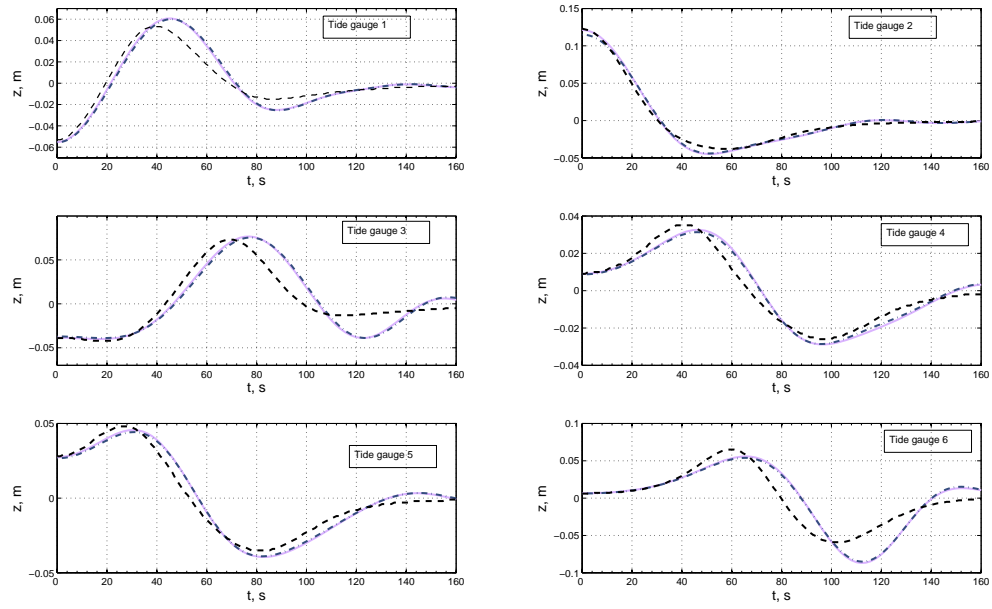 Tide gauge 1
z, m
0.06
0.04
0.02
0
−0.02
−0.04
−0.06
0 20 40 60 80 100 120 140 160
t, s
Tide gauge 2
z, m
0.15
0.1
0.05
0
−0.05
0 20 40 60 80 100 120 140 160
t, s
Tide gauge 3
z, m
0.05
0
−0.05
0 20 40 60 80 100 120 140 160
t, s
Tide gauge 4
z, m
0.04
0.02
0
−0.02
−0.04
0 20 40 60 80 100 120 140 160
t, s
Tide gauge 5
z, m
0.05
0
−0.05
0 20 40 60 80 100 120 140 160
t, s
Tide gauge 6
z, m
0.1
0.05
0
−0.05
−0.1
0 20 40 60 80 100 120 140 160
t, s